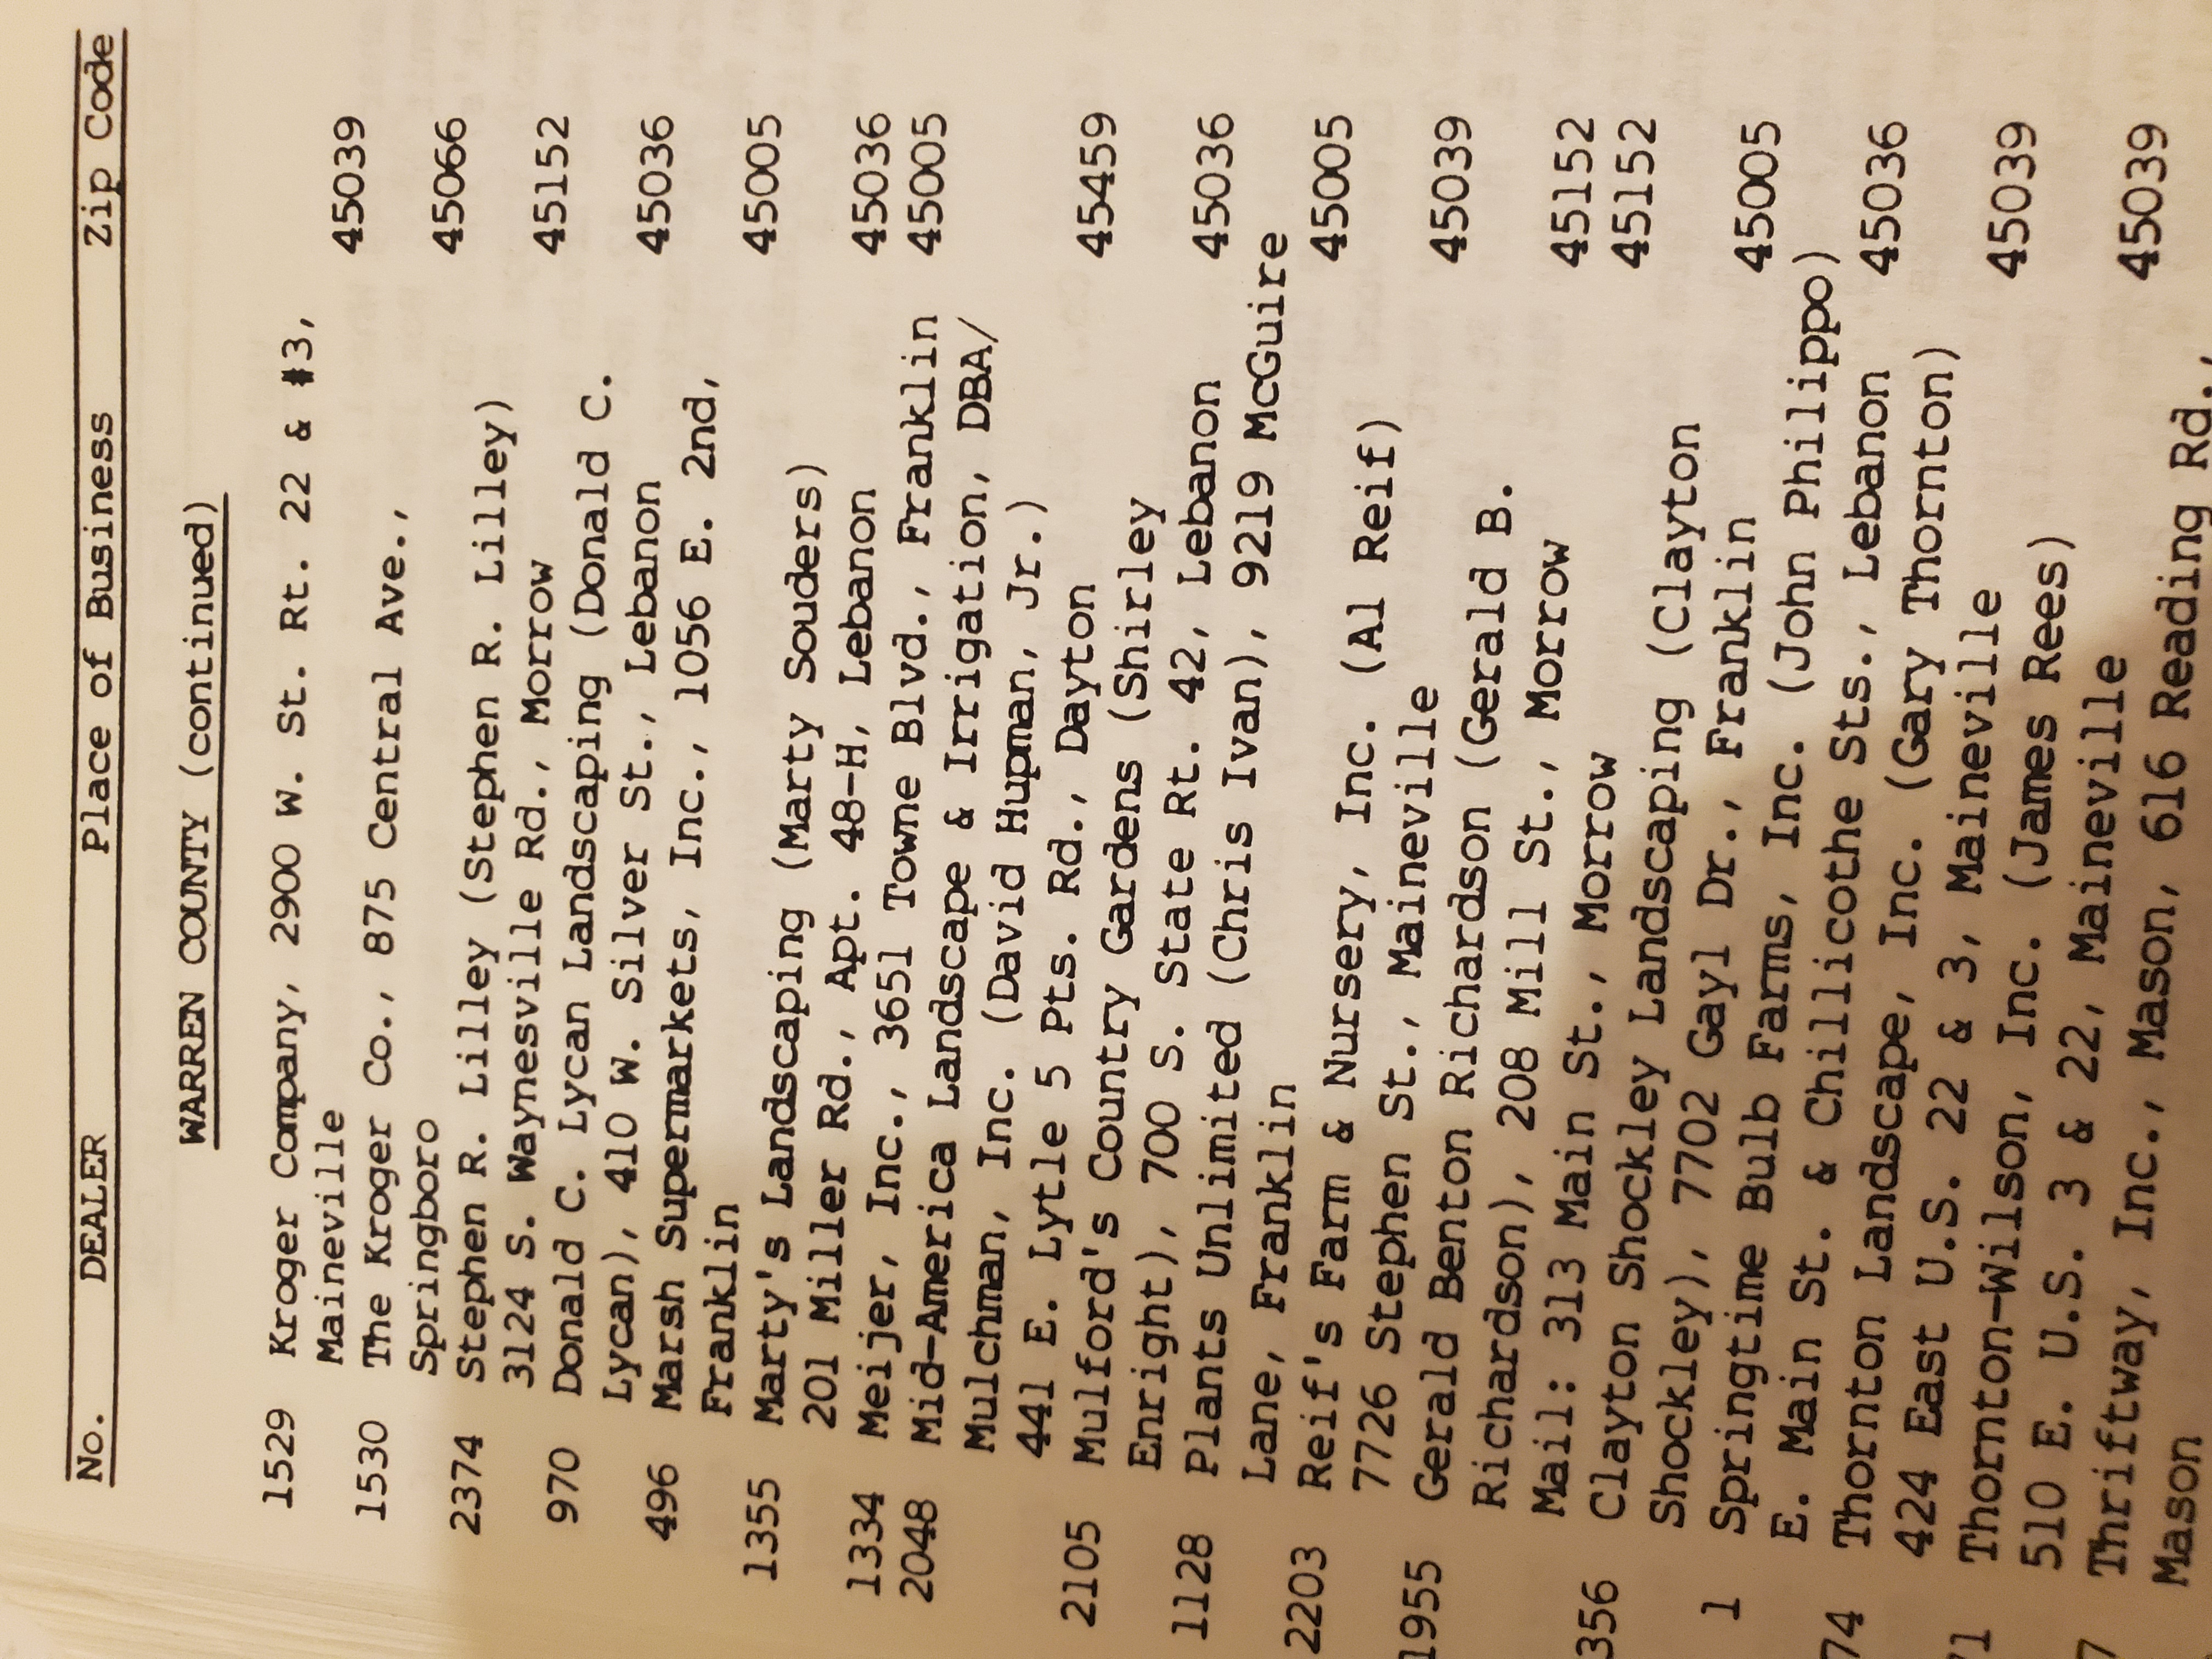 No. DEALER Place of Business Zip Code
WARREN COUNTY (continued)
1529 Kroger Company, 2900 W. St. Rt. 22 & #3,
Maineville 45039
1530 The Kroger Co., 875 Central Ave.,
Springboro 45066
2374 Stephen R. Lilley (Stephen R. Lilley)
3124 S. Waynesville Rd., Morrow 45152
970 Donald C. Lycan Landscaping (Donald C.
Lycan), 410 W. Silver St., Lebanon 45036
496 Marsh Supermarkets, Inc., 1056 E. 2nd,
Franklin 45005
1355 Marty's Landscaping (Marty Souders)
201 Miller Rd., Apt. 48-H, Lebanon 45036
1334 Meijer, Inc., 3651 Towne Blvd., Franklin 45005
2048 Mid-America Landscape & Irrigation, DBA/
Mulchman, Inc. (David Hupman, Jr.)
441 E. Lytle 5 Pts. Rd., Dayton 45459
2105 Mulford's Country Gardens (Shirley
Enright), 700 S. State Rt. 42, Lebanon 45036
1128 Plants Unlimited (Chris Ivan), 9219 McGuire
Lane, Franklin 45005
2203 Reif's Farm & Nursery, Inc. (Al Reif)
7726 Stephen St., Maineville 45039
1955 Gerald Benton Richardson (Gerald B.
Richardson), 208 Mill St., Morrow 45152
Mail: 313 Main St., Morrow 45152
356 Clayton Shockley Landscaping (Clayton
Shockley), 7702 Gayl Dr., Franklin 45005
1 Springtime Bulb Farms, Inc. (John Philippo)
E. Main St. & Chillicothe Sts., Lebanon 45036
74 Thornton Landscape, Inc. (Gary Thornton)
424 East U.S. 22 & 3, Maineville 45039
71 Thornton-Wilson, Inc. (James Rees)
510 E. U.S. 3 & 22, Maineville 45039
7 Thriftway, Inc., Mason, 616 Reading Rd.,
Mason